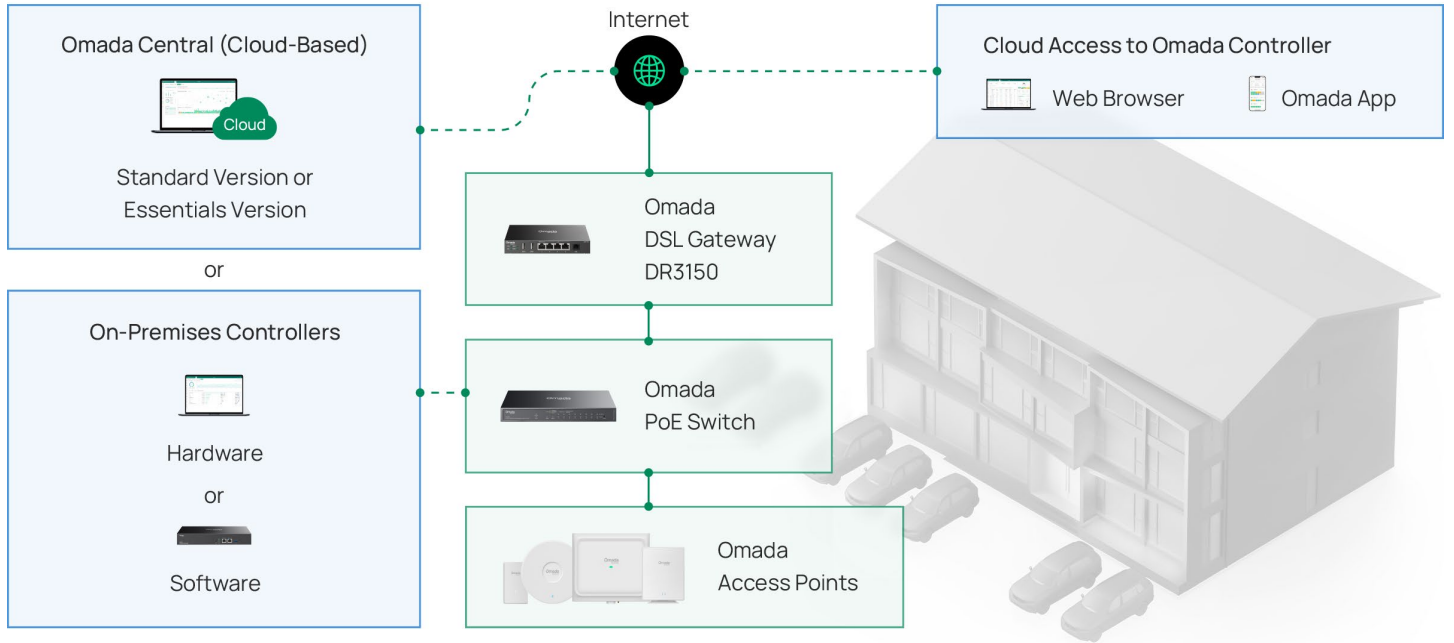 Internet
Omada Central (Cloud-Based)
Cloud
Standard Version or
Essentials Version
or
On-Premises Controllers
Hardware
or
Software
Omada
DSL Gateway
DR3150
Omada
PoE Switch
Omada
Access Points
Cloud Access to Omada Controller
Web Browser
Omada App